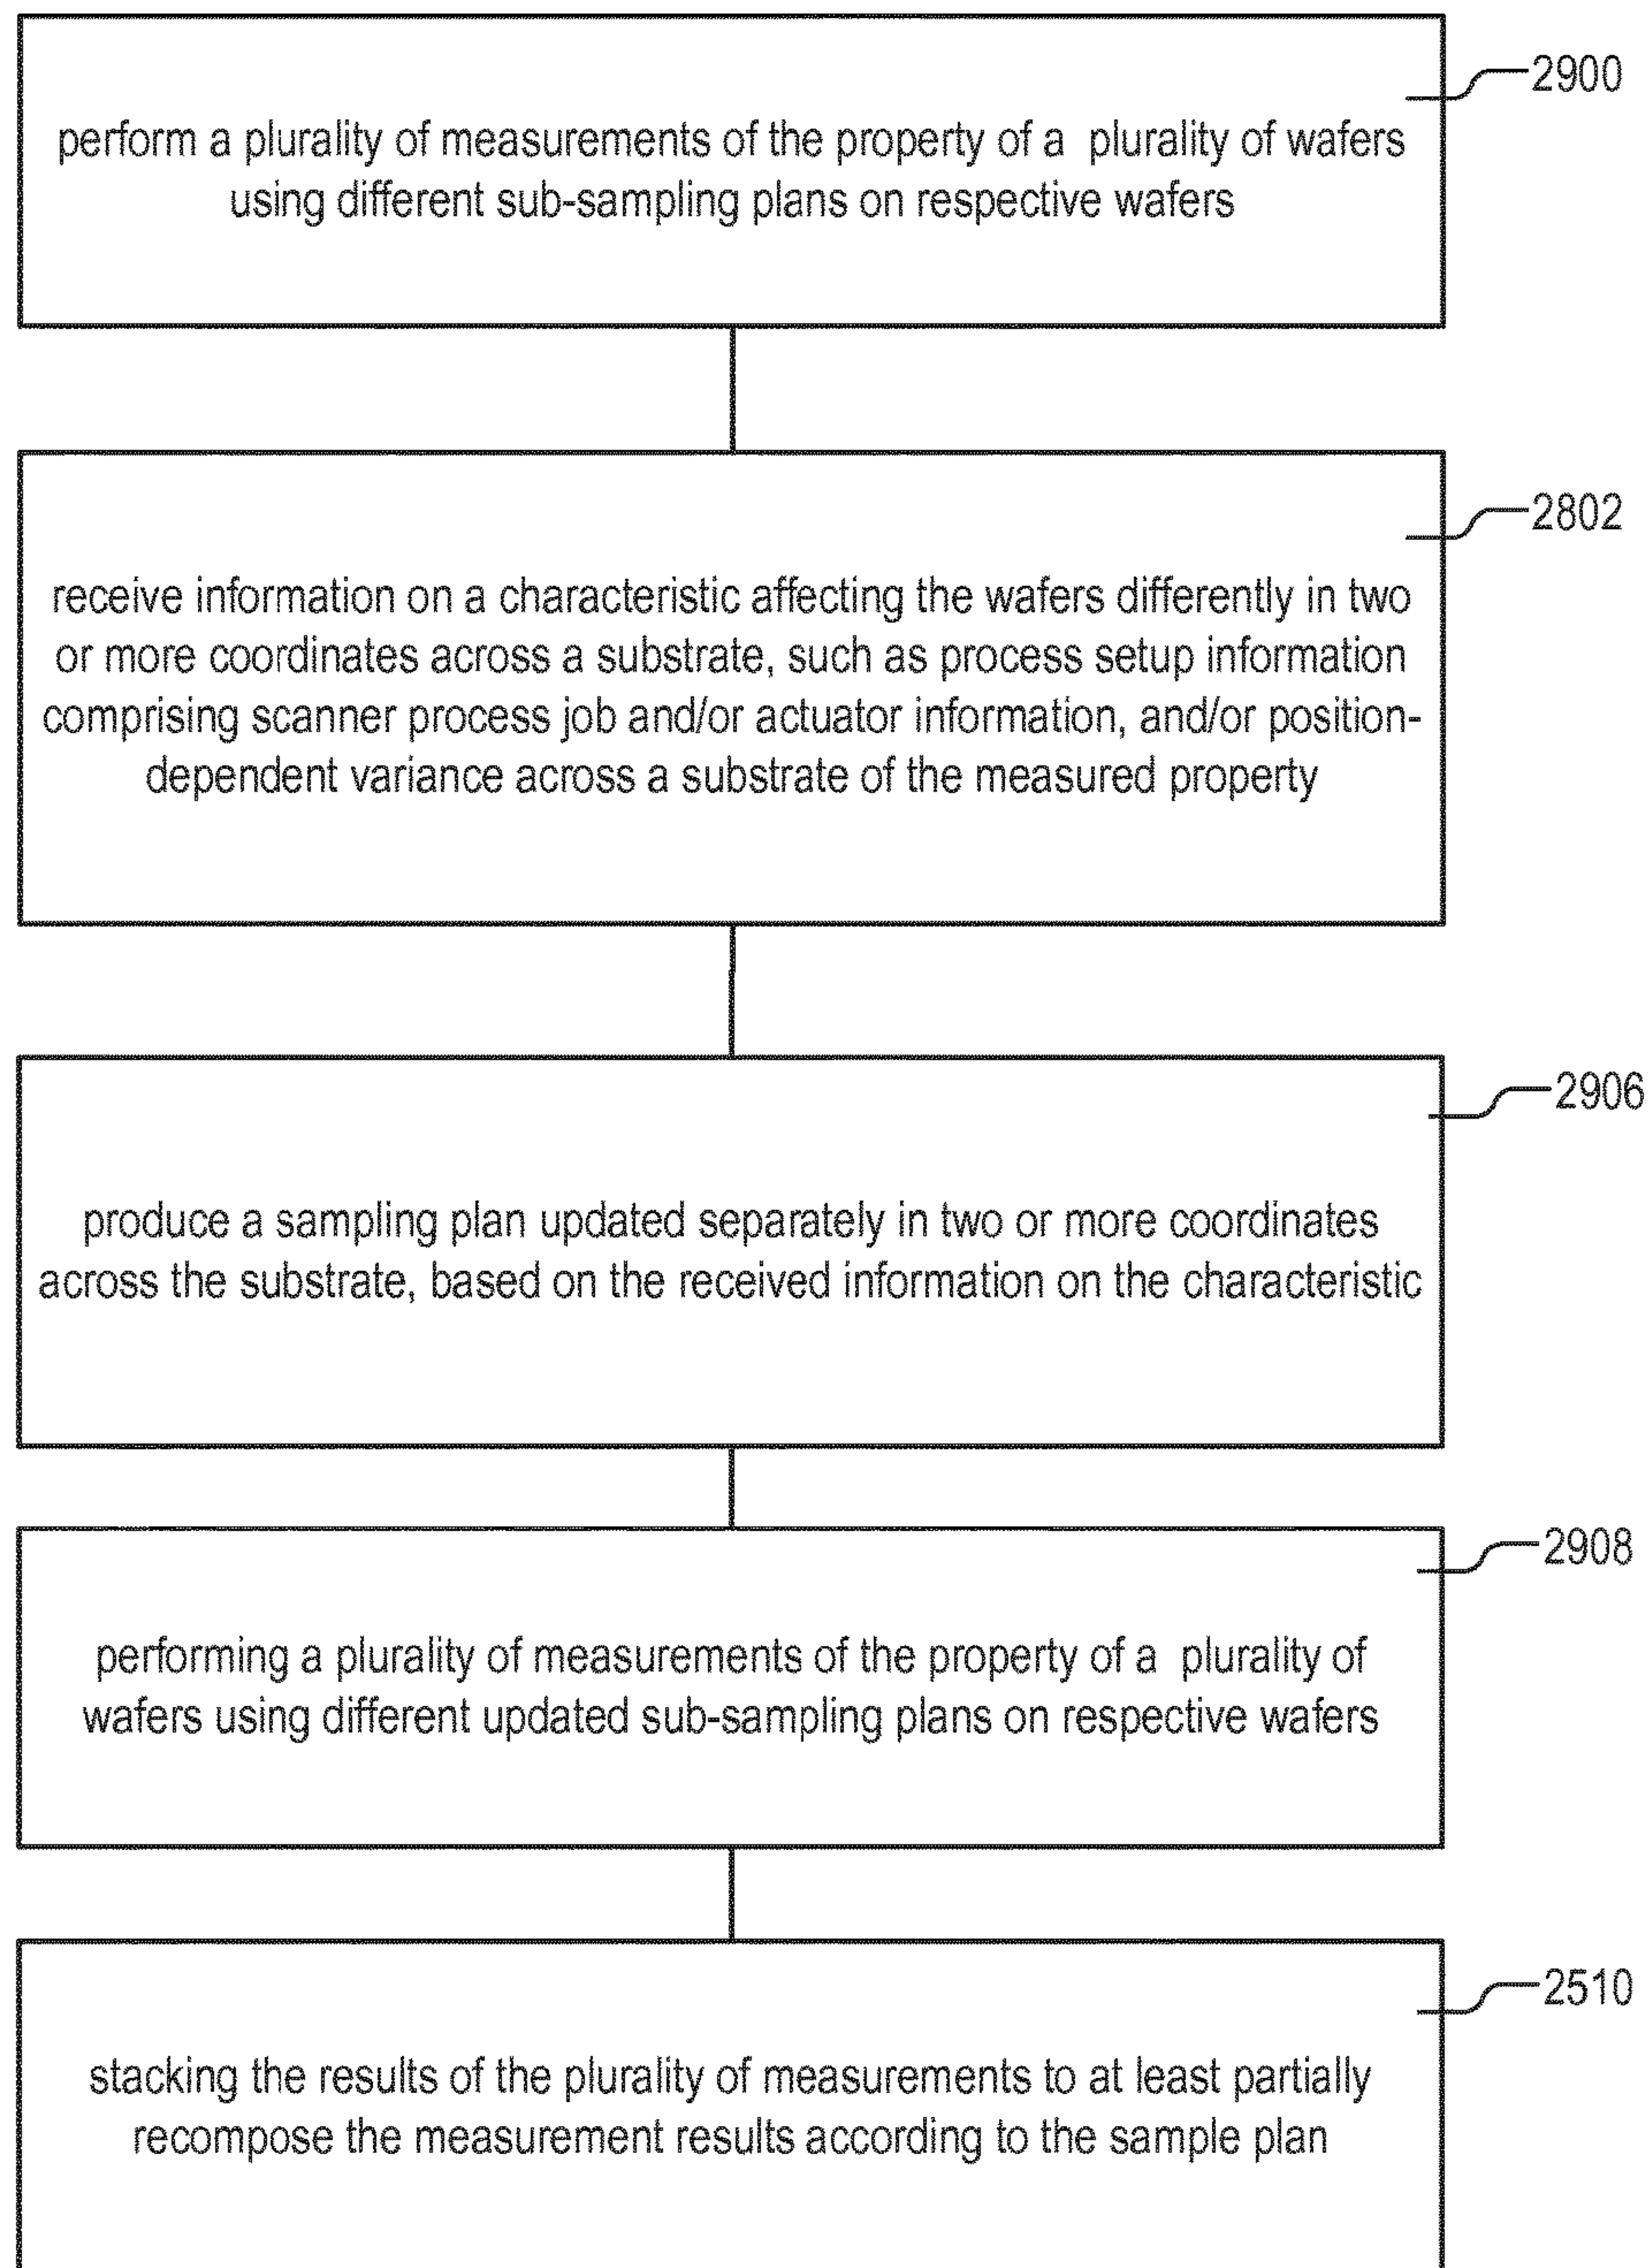 2900
perform a plurality of measurements of the property of a plurality of wafers
using different sub-sampling plans on respective wafers
2802
receive information on a characteristic affecting the wafers differently in two
or more coordinates across a substrate, such as process setup information
comprising scanner process job and/or actuator information, and/or position-
dependent variance across a substrate of the measured property
2906
produce a sampling plan updated separately in two or more coordinates
across the substrate, based on the received information on the characteristic
2908
performing a plurality of measurements of the property of a plurality of
wafers using different updated sub-sampling plans on respective wafers
2510
stacking the results of the plurality of measurements to at least partially
recompose the measurement results according to the sample plan